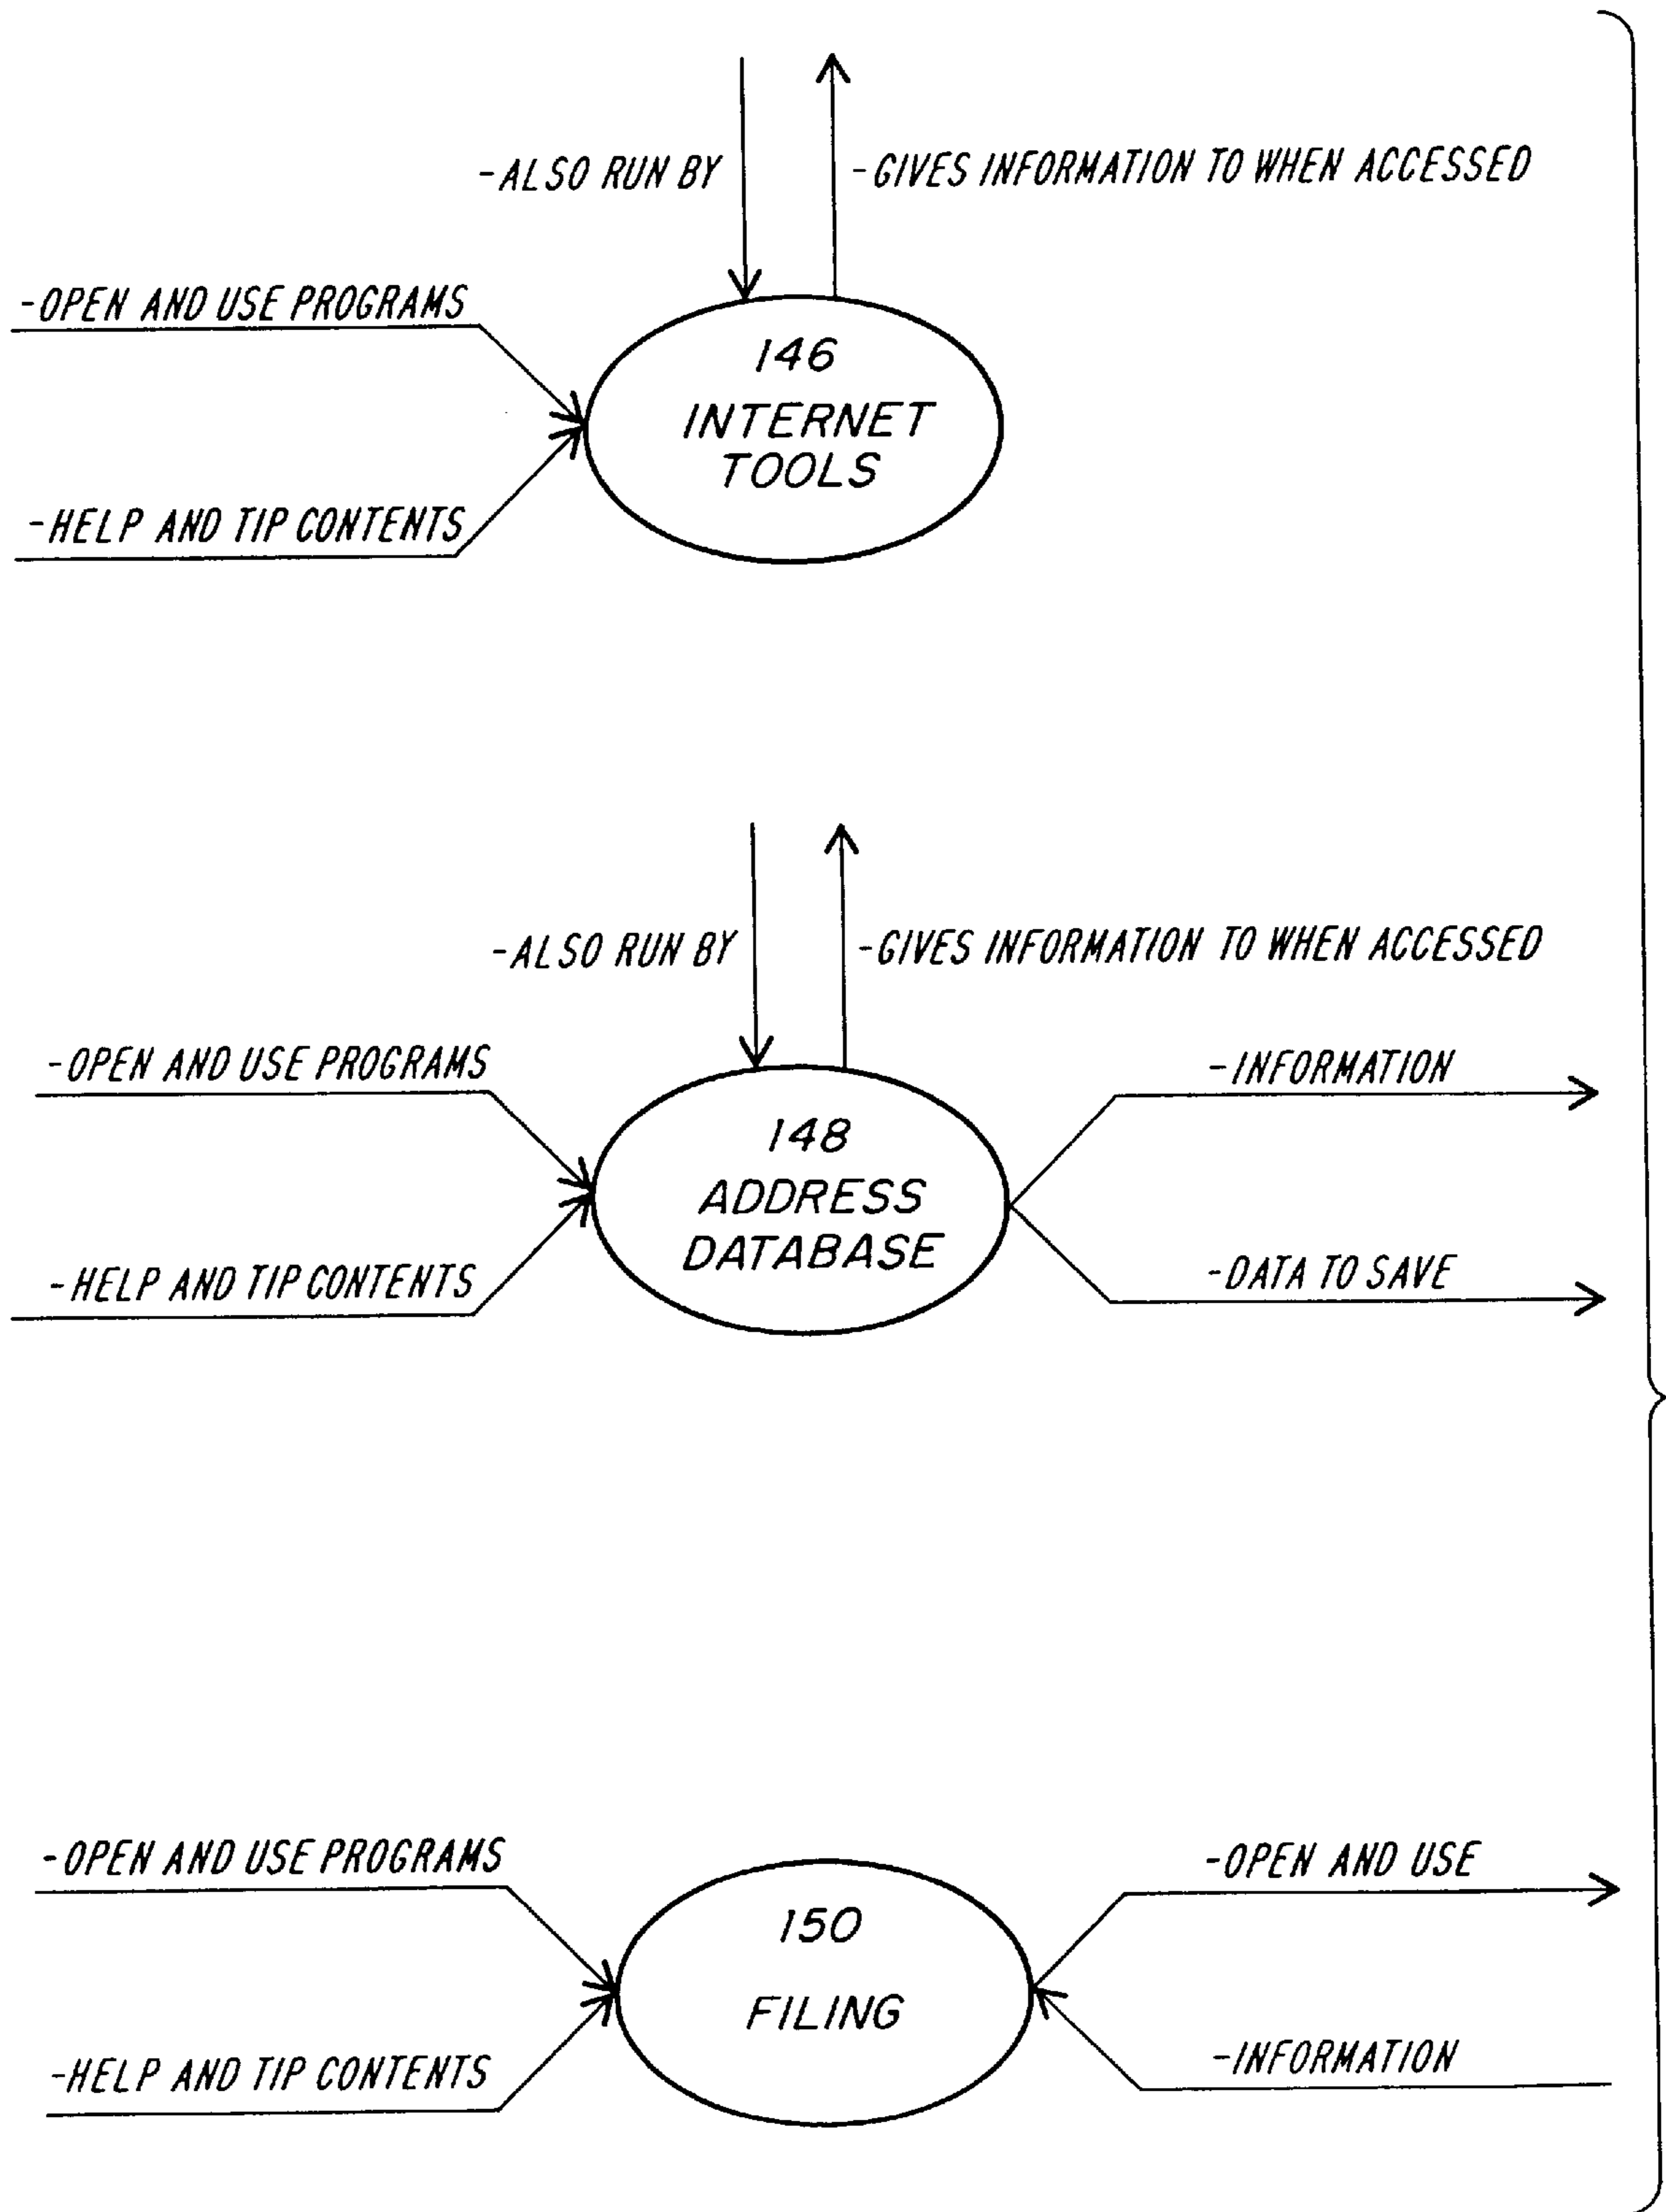 -ALSO RUN BY
-GIVES INFORMATION TO WHEN ACCESSED
-OPEN AND USE PROGRAMS
146
INTERNET
TOOLS
-HELP AND TIP CONTENTS
-ALSO RUN BY
-GIVES INFORMATION TO WHEN ACCESSED
-OPEN AND USE PROGRAMS
-INFORMATION
148
ADDRESS
DATABASE
-HELP AND TIP CONTENTS
-DATA TO SAVE
-OPEN AND USE PROGRAMS
-OPEN AND USE
150
FILING
-HELP AND TIP CONTENTS
-INFORMATION